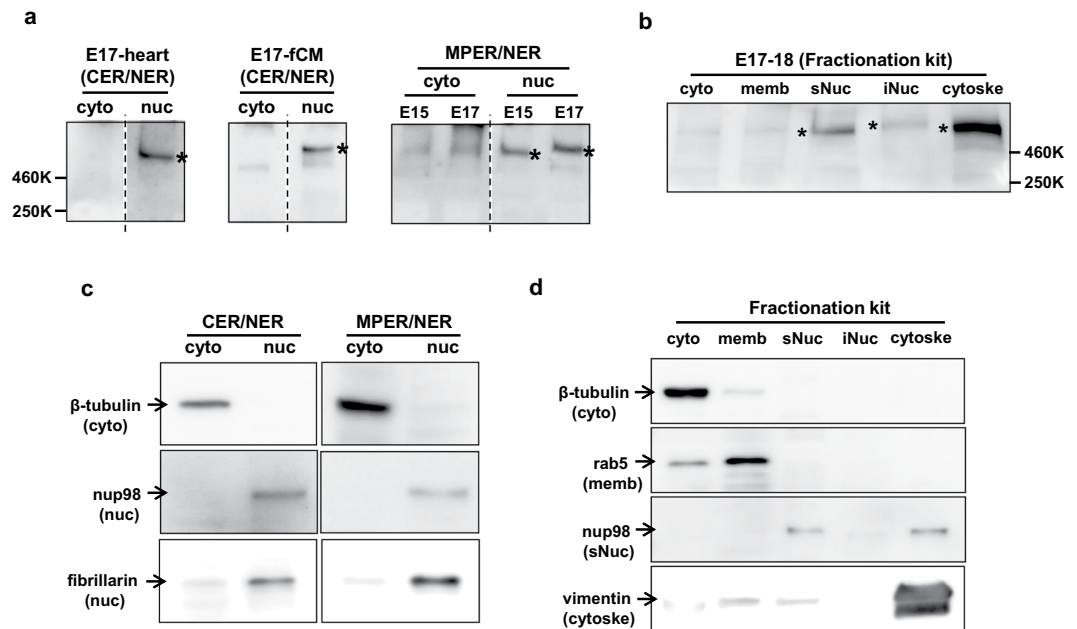 a
E17-heart
(CER/NER)
cyto nuc
*
460K
250K
E17-fCM
(CER/NER)
cyto nuc
*
MPER/NER
cyto nuc
E15 E17 E15 E17
* *
b
E17-18 (Fractionation kit)
cyto memb sNuc iNuc cytoske
* * *
460K
250K
c
CER/NER MPER/NER
cyto nuc cyto nuc
β-tubulin
(cyto)
nup98
(nuc)
fibrillarin
(nuc)
d
Fractionation kit
cyto memb sNuc iNuc cytoske
β-tubulin
(cyto)
rab5
(memb)
nup98
(sNuc)
vimentin
(cytoske)